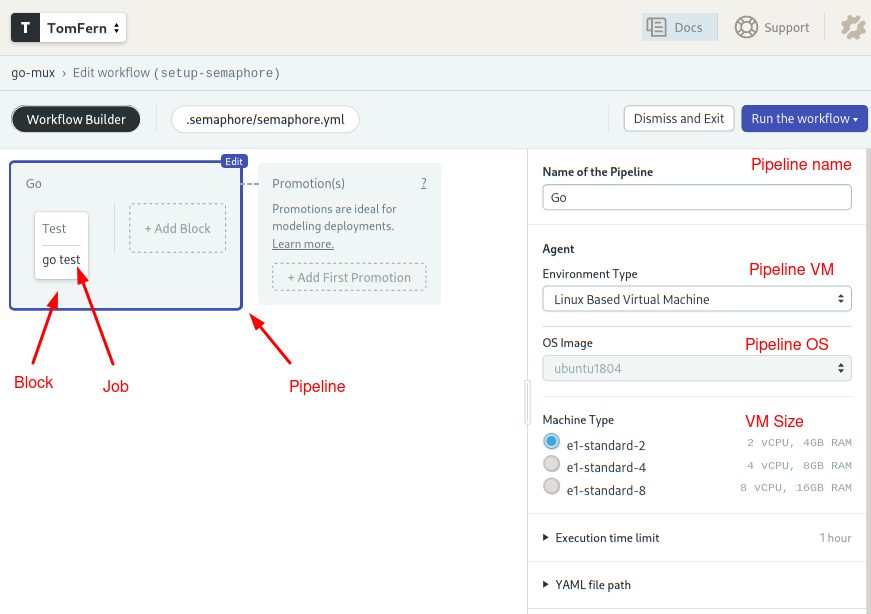 T TomFern
Docs
Support
go-mux › Edit workflow (setup-semaphore)
Workflow Builder
.semaphore/semaphore.yml
Dismiss and Exit
Run the workflow
Edit
Go
Test
go test
+ Add Block
Promotion(s)
?
Promotions are ideal for
modeling deployments.
Learn more.
+ Add First Promotion
Block
Job
Pipeline
Name of the Pipeline
Pipeline name
Go
Agent
Environment Type
Pipeline VM
Linux Based Virtual Machine
OS Image
Pipeline OS
ubuntu1804
Machine Type
VM Size
e1-standard-2 2 vCPU, 4GB RAM
e1-standard-4 4 vCPU, 8GB RAM
e1-standard-8 8 vCPU, 16GB RAM
Execution time limit 1 hour
YAML file path